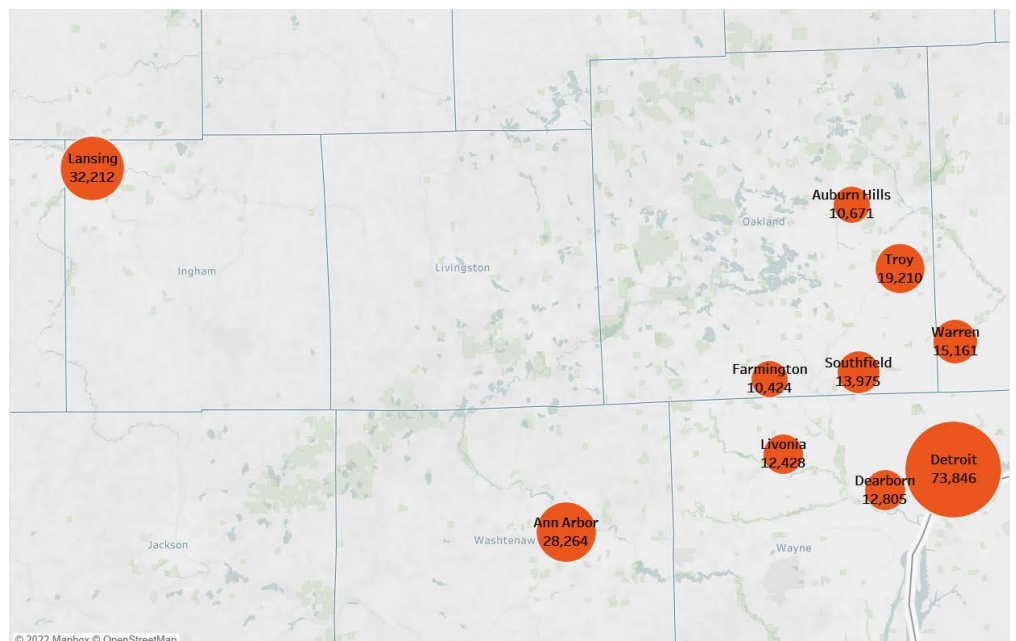 Lansing
32,212
Auburn Hills
10,671
Oakland
Troy
19,210
Ingham
Livingston
Warren
15,161
Southfield
13,975
Farmington
10,424
Livonia
12,428
Detroit
73,846
Dearborn
12,805
Ann Arbor
28,264
Washtenaw
Jackson
Wayne
© 2022 Mapbox © OpenStreetMap